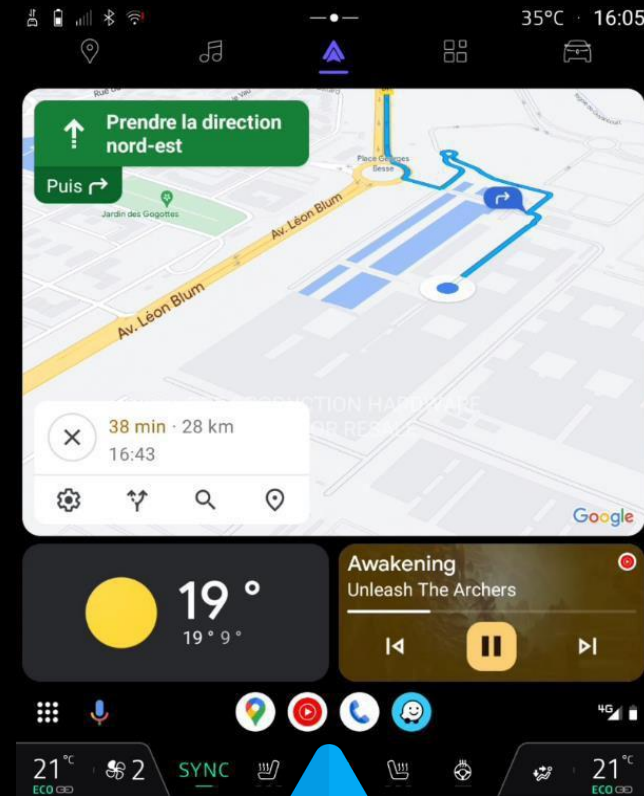 35°C · 16:05
Prendre la direction
nord-est
Puis
Place Georges
Besse
Jardin des Gogottes
Av. Léon Blum
Av. Léon Blum
38 min · 28 km
16:43
Google
19 °
19 ° 9 °
Awakening
Unleash The Archers
4G
21°C
2
SYNC
21°C
ECO
ECO